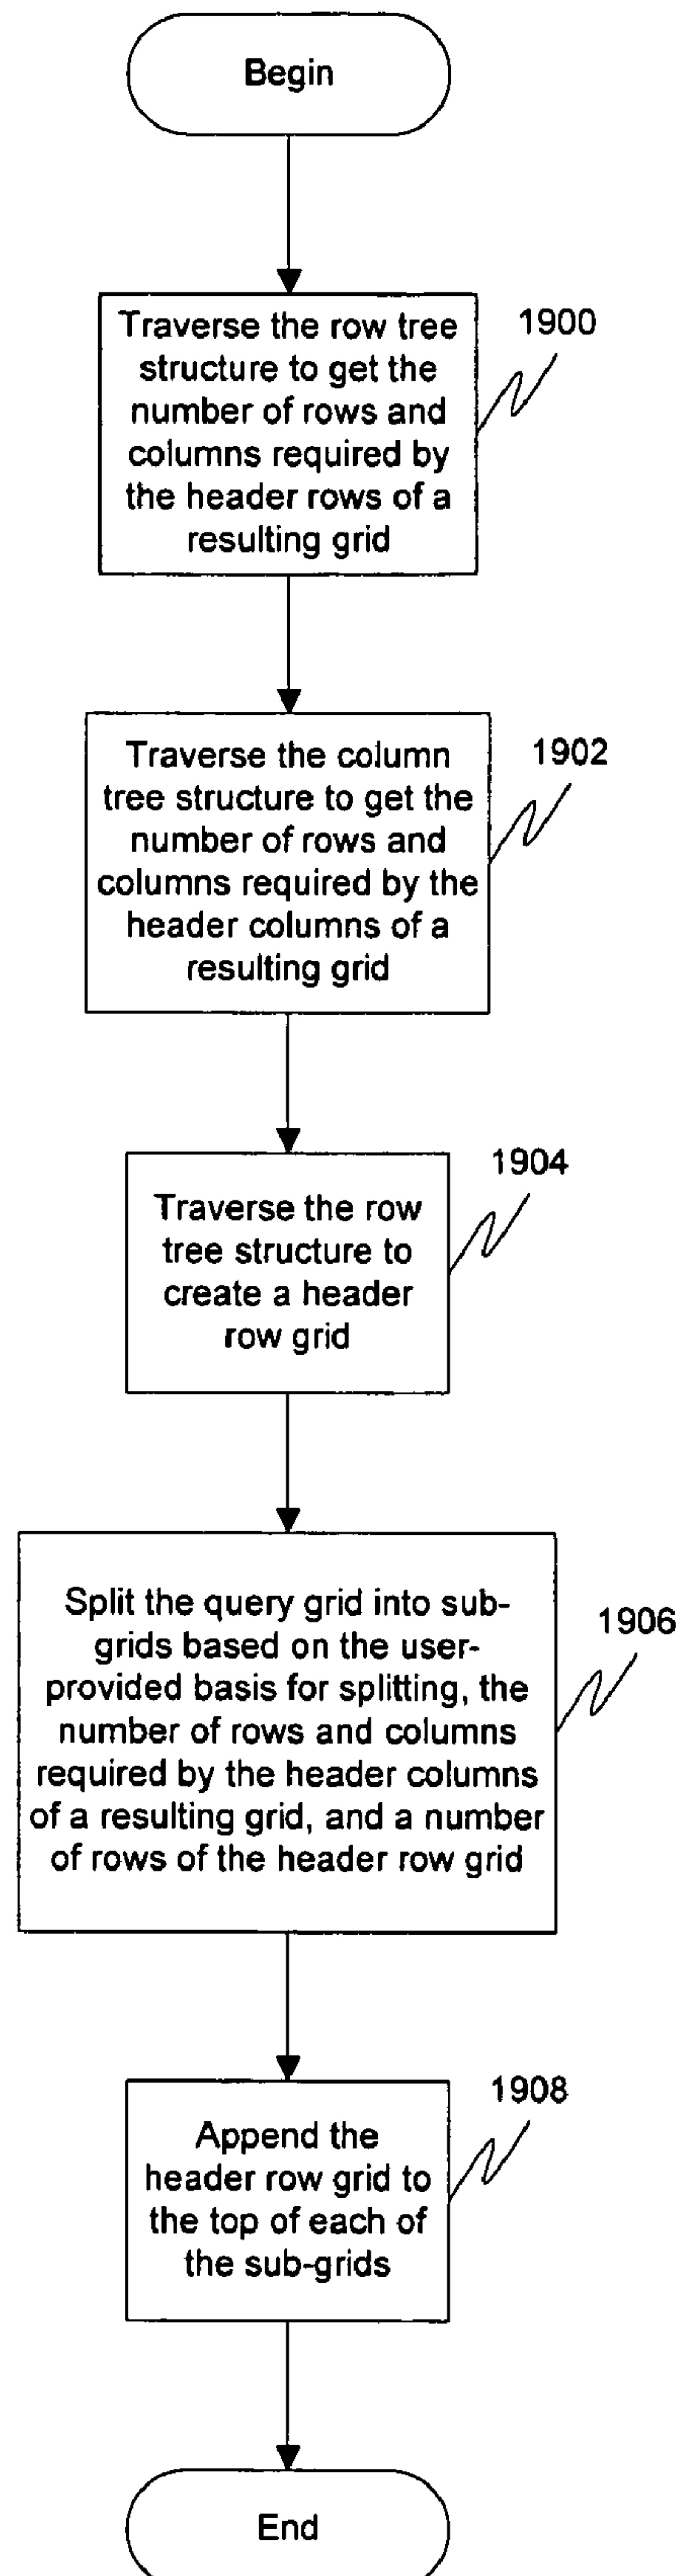 Begin
Traverse the row tree
structure to get the
number of rows and
columns required by
the header rows of a
resulting grid
1900
Traverse the column
tree structure to get the
number of rows and
columns required by the
header columns of a
resulting grid
1902
Traverse the row
tree structure to
create a header
row grid
1904
Split the query grid into sub-
grids based on the user-
provided basis for splitting, the
number of rows and columns
required by the header columns
of a resulting grid, and a number
of rows of the header row grid
1906
Append the
header row grid to
the top of each of
the sub-grids
1908
End